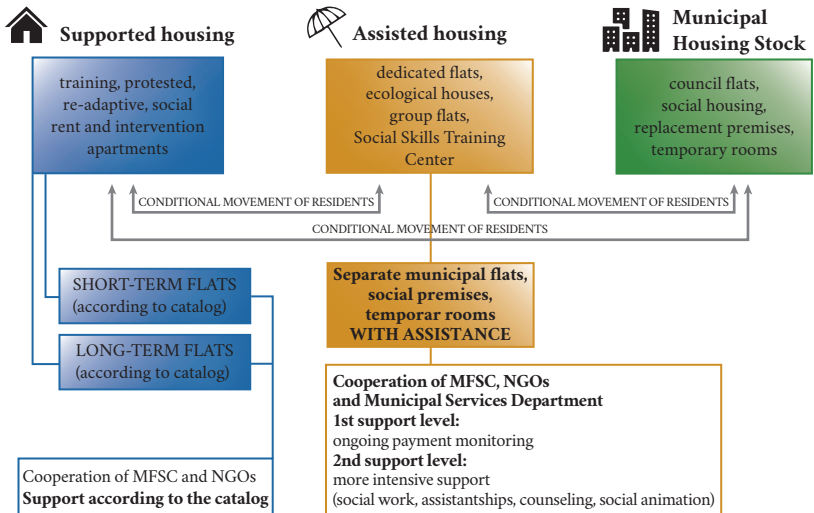 Supported housing
Assisted housing
Municipal
Housing Stock
training, protested,
re-adaptive, social
rent and intervention
apartments
dedicated flats,
ecological houses,
group flats,
Social Skills Training
Center
council flats,
social housing,
replacement premises,
temporary rooms
CONDITIONAL MOVEMENT OF RESIDENTS
CONDITIONAL MOVEMENT OF RESIDENTS
CONDITIONAL MOVEMENT OF RESIDENTS
SHORT-TERM FLATS
(according to catalog)
LONG-TERM FLATS
(according to catalog)
Separate municipal flats,
social premises,
temporar rooms
WITH ASSISTANCE
Cooperation of MFSC and NGOs
Support according to the catalog
Cooperation of MFSC, NGOs
and Municipal Services Department
1st support level:
ongoing payment monitoring
2nd support level:
more intensive support
(social work, assistantships, counseling, social animation)